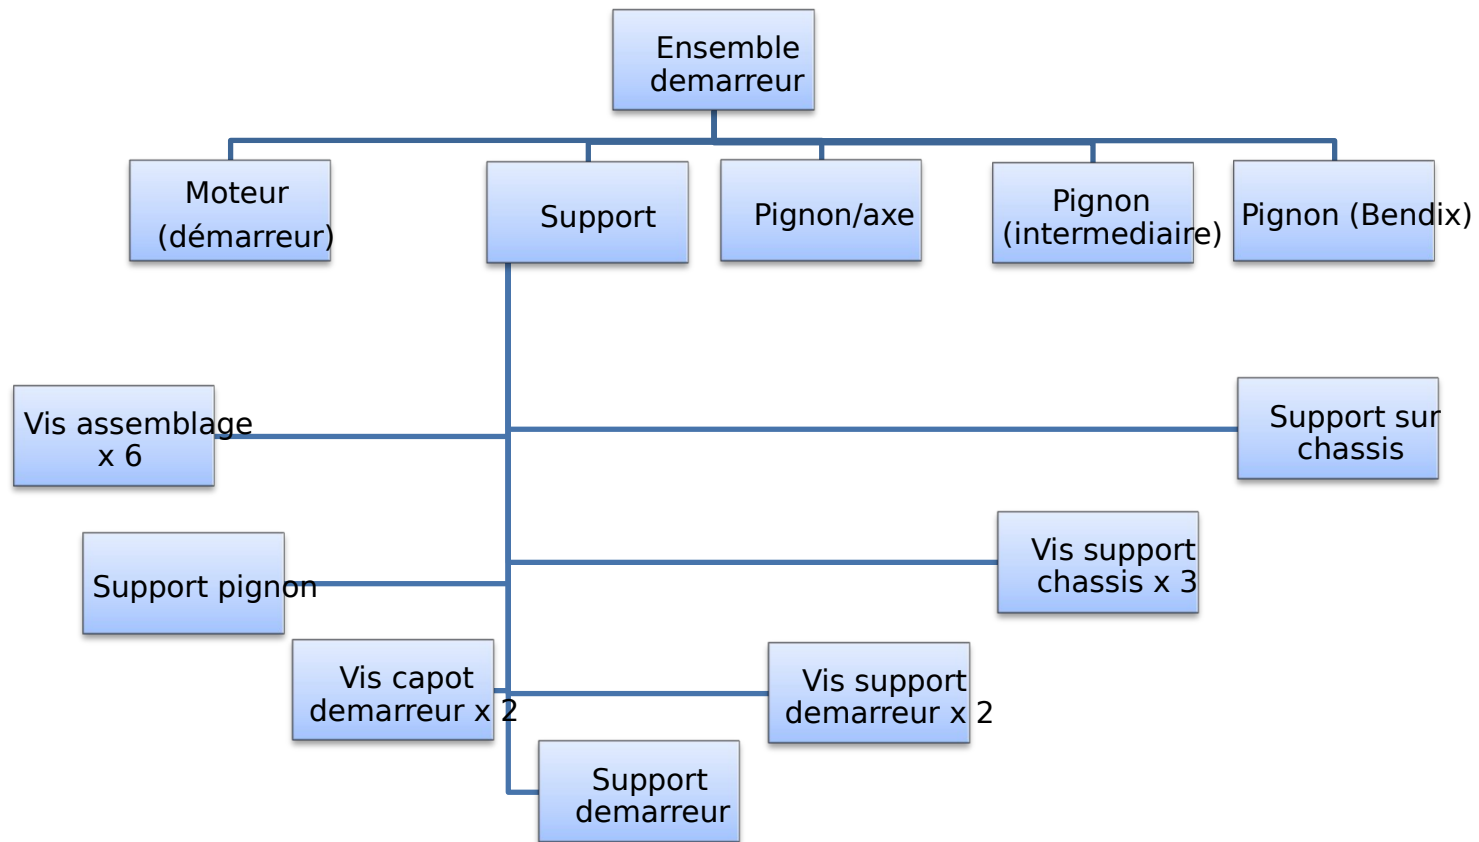 Ensemble
demarreur
Moteur
(démarreur)
Support
Pignon/axe
Pignon
(intermediaire)
Pignon (Bendix)
Vis assemblage
x 6
Support sur
chassis
Support pignon
Vis support
chassis x 3
Vis capot
demarreur x 2
Vis support
demarreur x 2
Support
demarreur